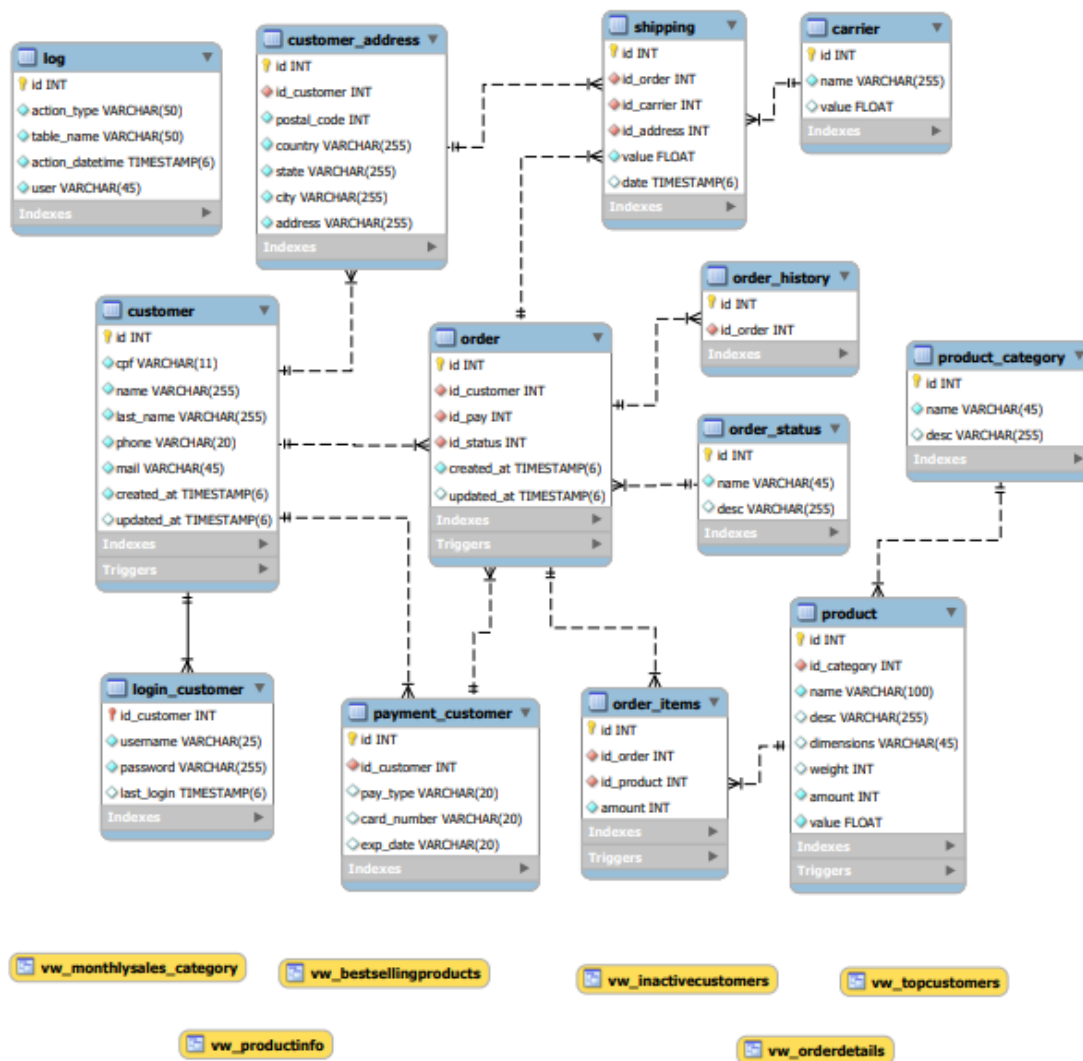 log
id INT
action_type VARCHAR(50)
table_name VARCHAR(50)
action_datetime TIMESTAMP(6)
user VARCHAR(45)
Indexes
customer_address
id INT
id_customer INT
postal_code INT
country VARCHAR(255)
state VARCHAR(255)
city VARCHAR(255)
address VARCHAR(255)
Indexes
shipping
id INT
id_order INT
id_carrier INT
id_address INT
value FLOAT
date TIMESTAMP(6)
Indexes
carrier
id INT
name VARCHAR(255)
value FLOAT
Indexes
customer
id INT
cpf VARCHAR(11)
name VARCHAR(255)
last_name VARCHAR(255)
phone VARCHAR(20)
mail VARCHAR(45)
created_at TIMESTAMP(6)
updated_at TIMESTAMP(6)
Indexes
Triggers
order
id INT
id_customer INT
id_pay INT
id_status INT
created_at TIMESTAMP(6)
updated_at TIMESTAMP(6)
Indexes
Triggers
order_history
id INT
id_order INT
Indexes
order_status
id INT
name VARCHAR(45)
desc VARCHAR(255)
Indexes
product_category
id INT
name VARCHAR(45)
desc VARCHAR(255)
Indexes
login_customer
id_customer INT
username VARCHAR(25)
password VARCHAR(255)
last_login TIMESTAMP(6)
Indexes
payment_customer
id INT
id_customer INT
pay_type VARCHAR(20)
card_number VARCHAR(20)
exp_date VARCHAR(20)
Indexes
order_items
id INT
id_order INT
id_product INT
amount INT
Indexes
Triggers
product
id INT
id_category INT
name VARCHAR(100)
desc VARCHAR(255)
dimensions VARCHAR(45)
weight INT
amount INT
value FLOAT
Indexes
Triggers
vw_monthlysales_category
vw_bestsellingproducts
vw_inactivecustomers
vw_topcustomers
vw_productinfo
vw_orderdetails